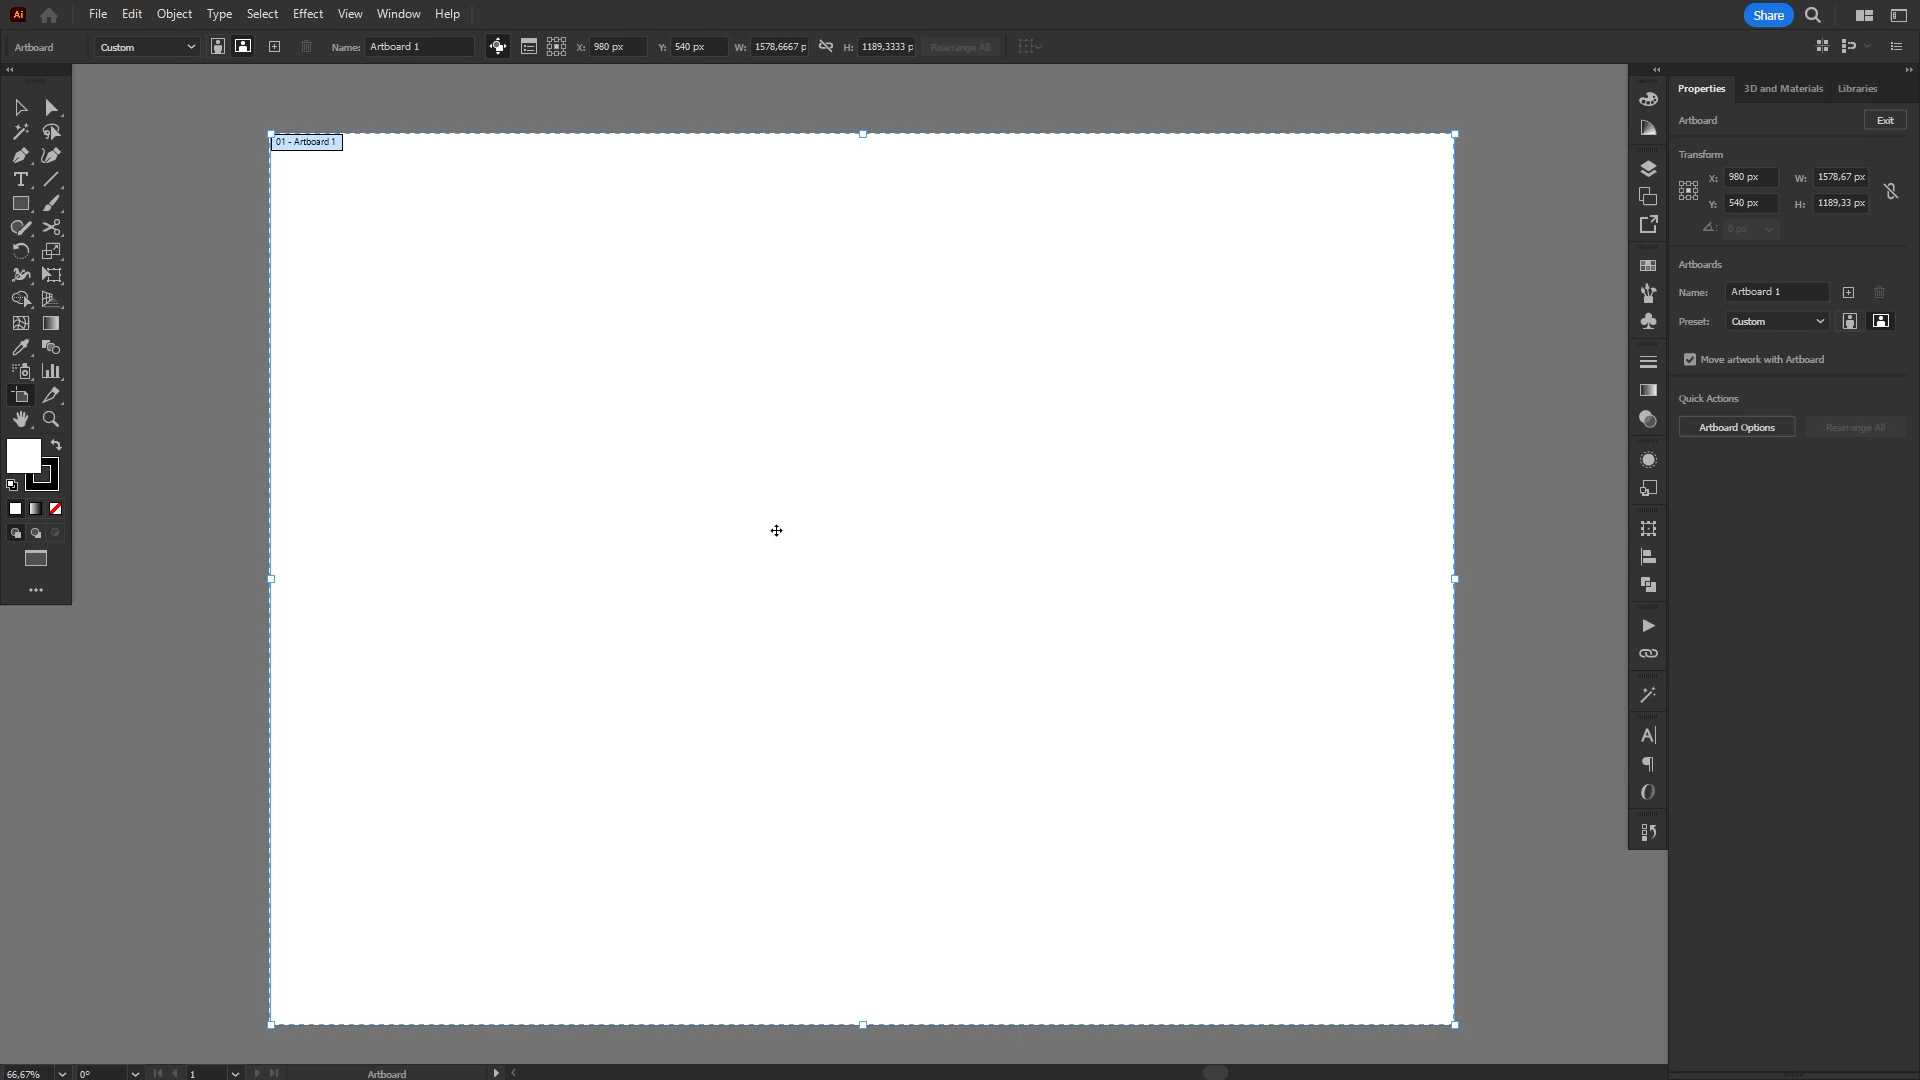 Ai File Edit Object Type Select Effect View Window Help Share
Artboard Custom Name: Artboard 1 X: 980 px Y: 540 px W: 1578,6667 p H: 1189,3333 p Rearrange All
Properties 3D and Materials Libraries
Artboard Exit
01 - Artboard 1
Transform
X: 980 px W: 1578,67 px
Y: 540 px H: 1189,33 px
0 px
Artboards
Name: Artboard 1
Preset: Custom
Move artwork with Artboard
Quick Actions
Artboard Options Rearrange All
66,67% 0° 1 Artboard